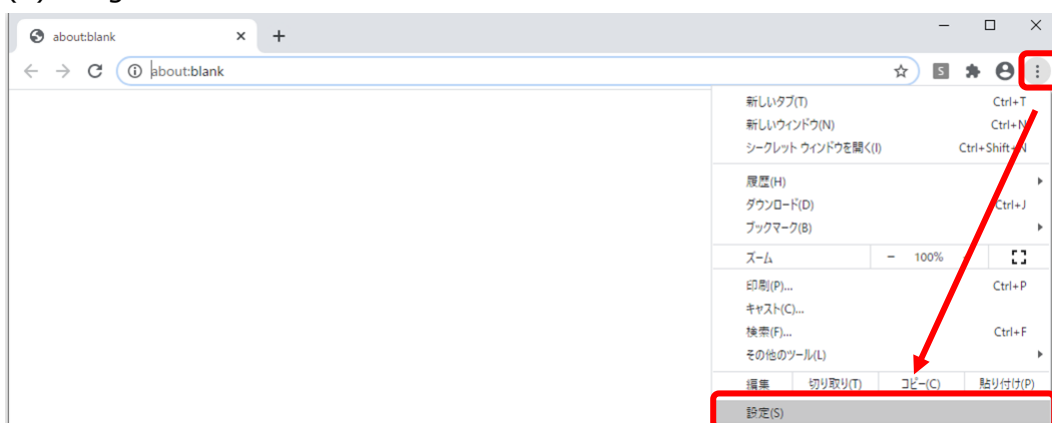 about:blank
about:blank
S
新しいタブ(T) Ctrl+T
新しいウィンドウ(N) Ctrl+N
シークレット ウィンドウを開く(I) Ctrl+Shift+N
履歴(H)
ダウンロード(D) Ctrl+J
ブックマーク(B)
ズーム - 100%
印刷(P)... Ctrl+P
キャスト(C)...
検索(F)... Ctrl+F
その他のツール(L)
編集 切り取り(T) コピー(C) 貼り付け(P)
設定(S)